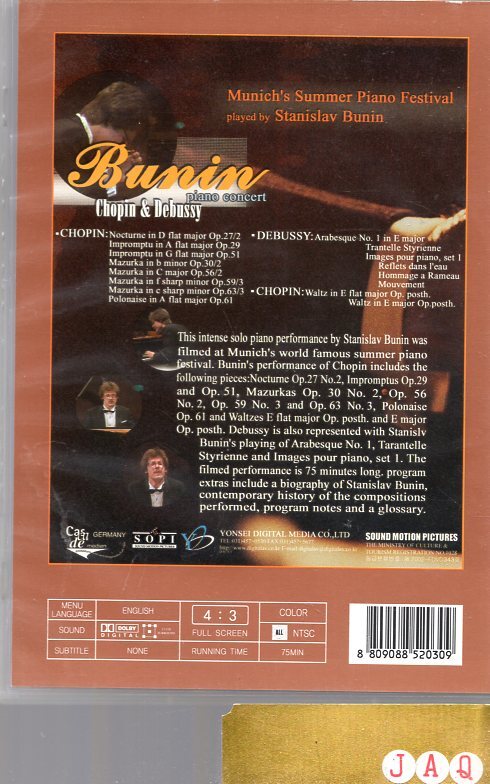 Munich's Summer Piano Festival
played by Stanislav Bunin
Bunin
piano concert
Chopin & Debussy
•CHOPIN: Nocturne in D flat major Op.27/2
Impromptu in A flat major Op.29
Impromptu in G flat major Op.51
Mazurka in b minor Op.30/2
Mazurka in C major Op.56/2
Mazurka in f sharp minor Op.59/3
Mazurka in c sharp minor Op.63/3
Polonaise in A flat major Op.61
•DEBUSSY: Arabesque No. 1 in E major
Trantelle Styrienne
Images pour piano, set 1
Reflets dans l'eau
Hommage a Rameau
Mouvement
•CHOPIN: Waltz in E flat major Op. posth.
Waltz in E major Op.posth.
This intense solo piano performance by Stanislav Bunin was
filmed at Munich's world famous summer piano
festival. Bunin's performance of Chopin includes the
following pieces:Nocturne Op.27 No.2, Impromptus Op.29
and Op. 51, Mazurkas Op. 30 No. 2, Op. 56
No. 2, Op. 59 No. 3 and Op. 63 No. 3, Polonaise
Op. 61 and Waltzes E flat major Op. posth. and E major
Op. posth. Debussy is also represented with Stanislv
Bunin's playing of Arabesque No. 1, Tarantelle
Styrienne and Images pour piano, set 1. The
filmed performance is 75 minutes long. program
extras include a biography of Stanislav Bunin,
contemporary history of the compositions
performed, program notes and a glossary.
GERMANY
SOPI
YONSEI DIGITAL MEDIA CO.,LTD
SOUND MOTION PICTURES
THE MINISTRY OF CULTURE &
TOURISM REGISTRATION NO.1028
MENU LANGUAGE
ENGLISH
4 : 3
FULL SCREEN
COLOR
SOUND
DOLBY
DIGITAL
ALL
NTSC
SUBTITLE
NONE
RUNNING TIME
75MIN
8 809088 520309
JAQ